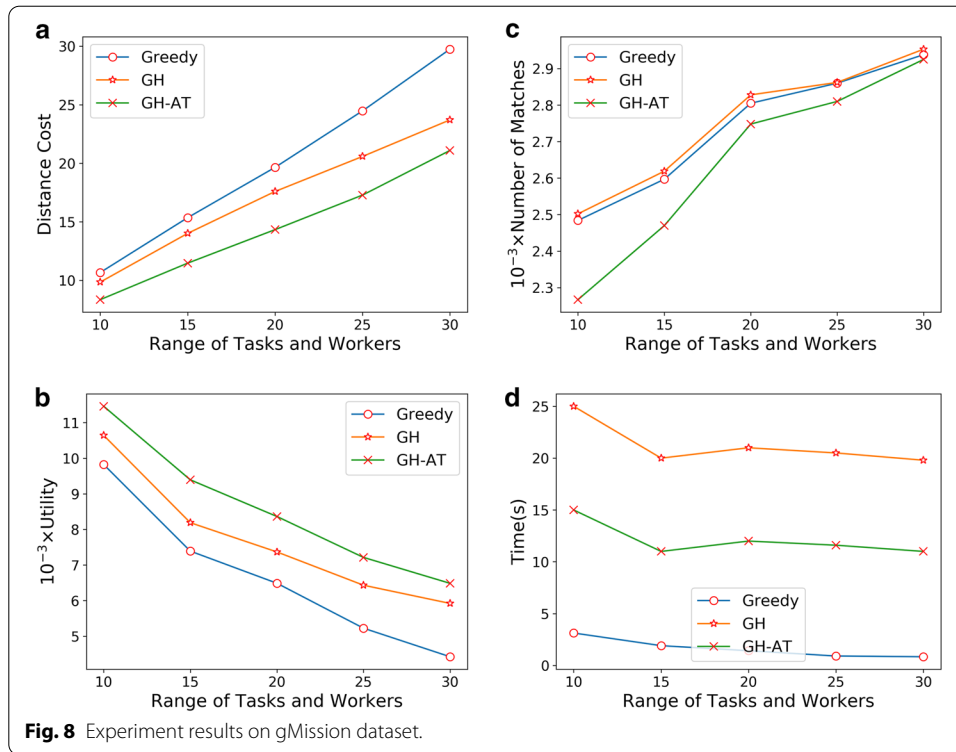 a
30
25
20
15
10
Distance Cost
Greedy
GH
GH-AT
10 15 20 25 30
Range of Tasks and Workers
c
2.9
2.8
2.7
2.6
2.5
2.4
2.3
10⁻³×Number of Matches
Greedy
GH
GH-AT
10 15 20 25 30
Range of Tasks and Workers
b
11
10
9
8
7
6
5
10⁻³×Utility
Greedy
GH
GH-AT
10 15 20 25 30
Range of Tasks and Workers
d
25
20
15
10
5
0
Time(s)
Greedy
GH
GH-AT
10 15 20 25 30
Range of Tasks and Workers
Fig. 8 Experiment results on gMission dataset.